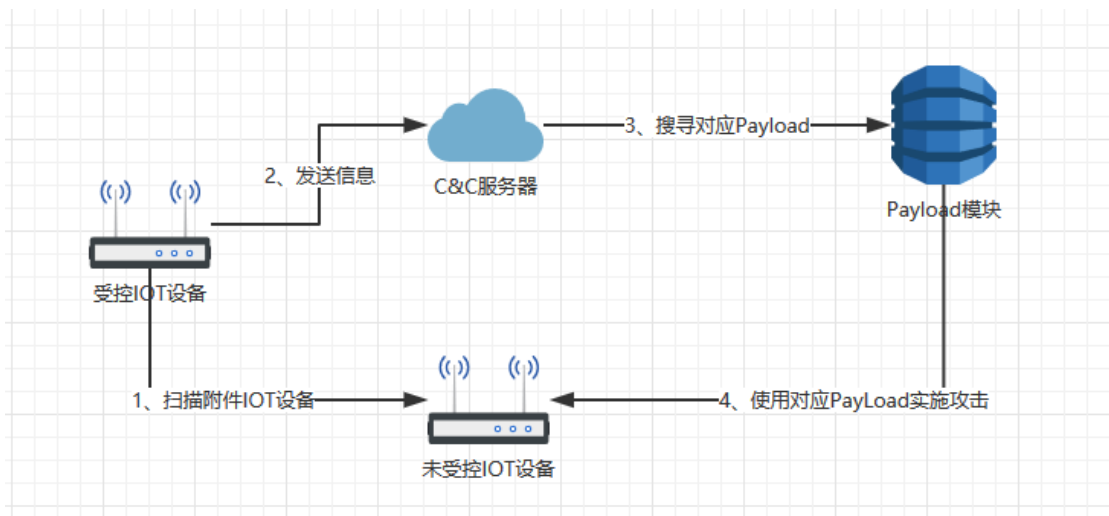 3、搜寻对应Payload
2、发送信息
C&C服务器
Payload模块
受控IOT设备
1、扫描附件IOT设备
4、使用对应PayLoad实施攻击
未受控IOT设备